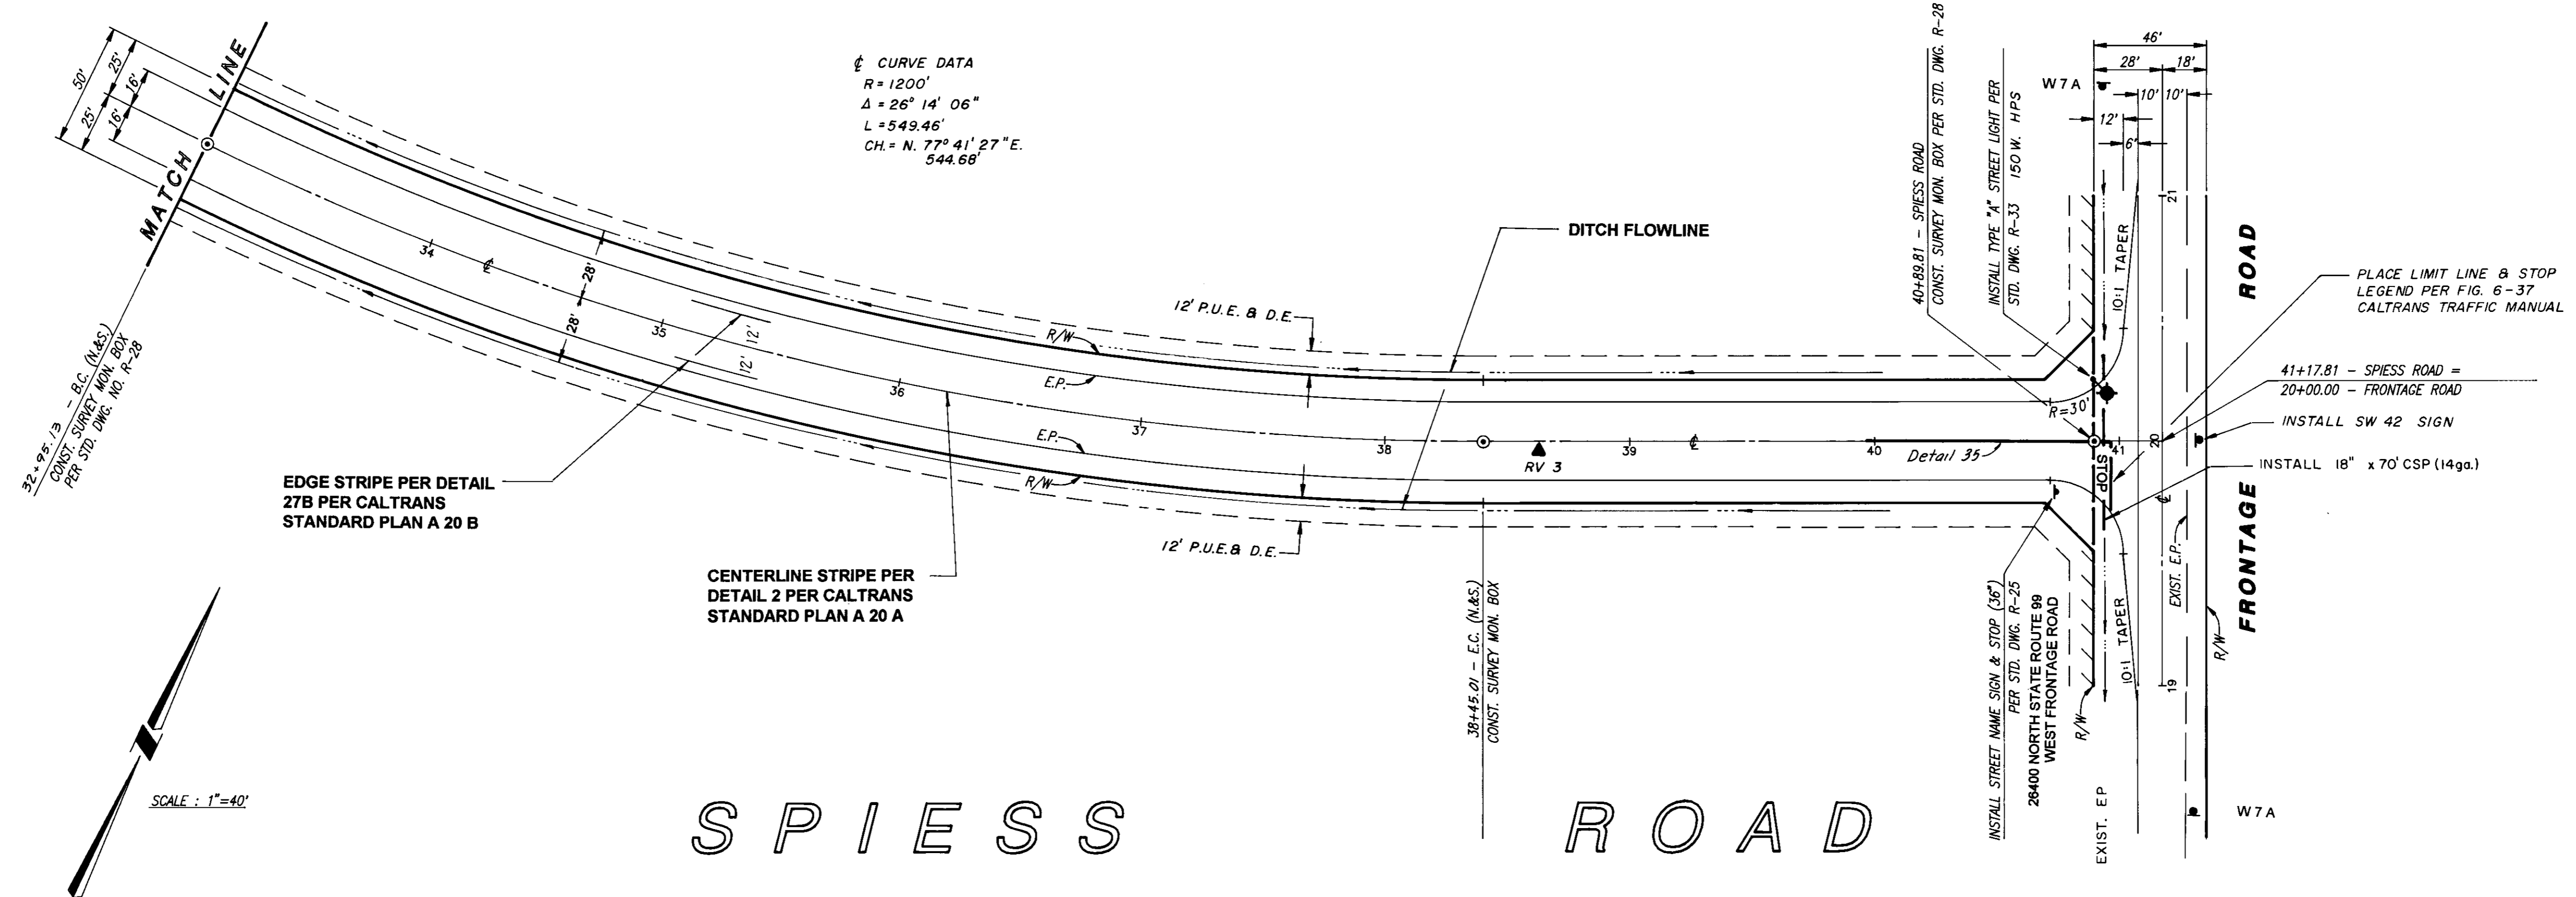 50'
25'
25'
16'
16'
MATCH LINE
32+95.13 - B.C. (N.&S.)
CONST. SURVEY MON. BOX
PER STD. DWG. NO. R-28
℄ CURVE DATA
R = 1200'
Δ = 26° 14' 06"
L = 549.46'
CH. = N. 77° 41' 27" E.
544.68'
34
℄
28'
28'
35
12'
12'
36
37
38
39
℄
40
41
R/W
E.P.
E.P.
R/W
12' P.U.E. & D.E.
12' P.U.E. & D.E.
DITCH FLOWLINE
RV 3
Detail 35
EDGE STRIPE PER DETAIL
27B PER CALTRANS
STANDARD PLAN A 20 B
CENTERLINE STRIPE PER
DETAIL 2 PER CALTRANS
STANDARD PLAN A 20 A
38+45.01 - E.C. (N.&S.)
CONST. SURVEY MON. BOX
40+89.81 - SPIESS ROAD
CONST. SURVEY MON. BOX PER STD. DWG. R-28
INSTALL TYPE "A" STREET LIGHT PER
STD. DWG. R-33 150 W. HPS
46'
28'
18'
W7A
10'
10'
12'
6'
21
10:1 TAPER
R=30'
STOP
20
℄
ROAD
FRONTAGE
PLACE LIMIT LINE & STOP
LEGEND PER FIG. 6-37
CALTRANS TRAFFIC MANUAL
41+17.81 - SPIESS ROAD =
20+00.00 - FRONTAGE ROAD
INSTALL SW 42 SIGN
INSTALL 18" x 70' CSP (14ga.)
EXIST. E.P.
10:1 TAPER
19
R/W
R/W
INSTALL STREET NAME SIGN & STOP (36")
PER STD. DWG. R-25
26400 NORTH STATE ROUTE 99
WEST FRONTAGE ROAD
EXIST. EP
W7A
SCALE : 1"=40'
SPIESS ROAD